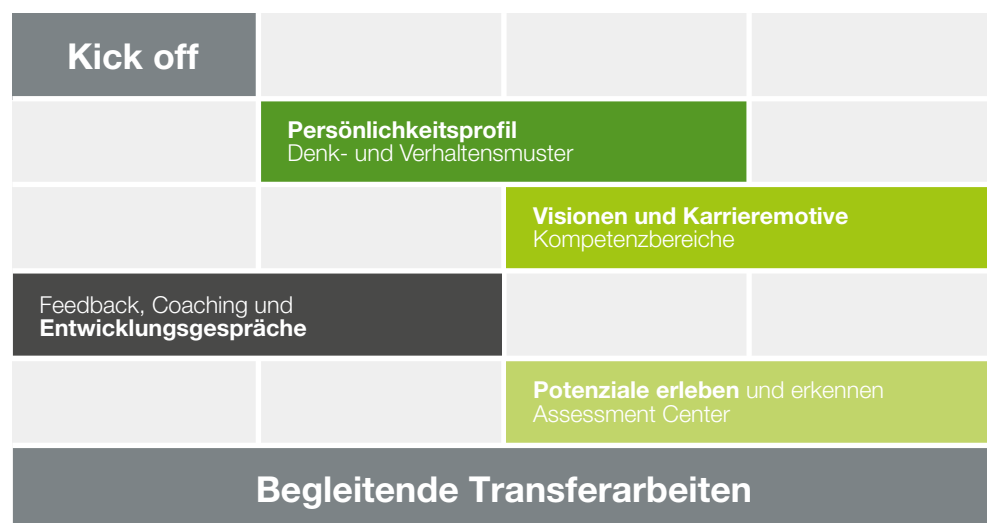 Kick off
Persönlichkeitsprofil
Denk- und Verhaltensmuster
Visionen und Karrieremotive
Kompetenzbereiche
Feedback, Coaching und
Entwicklungsgespräche
Potenziale erleben und erkennen
Assessment Center
Begleitende Transferarbeiten